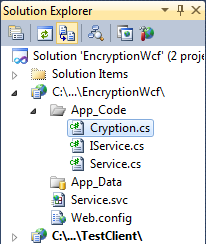 Solution Explorer
Solution 'EncryptionWcf' (2 proje
Solution Items
C:\...\EncryptionWcf\
App_Code
Cryption.cs
IService.cs
Service.cs
App_Data
Service.svc
Web.config
C:\...\TestClient\